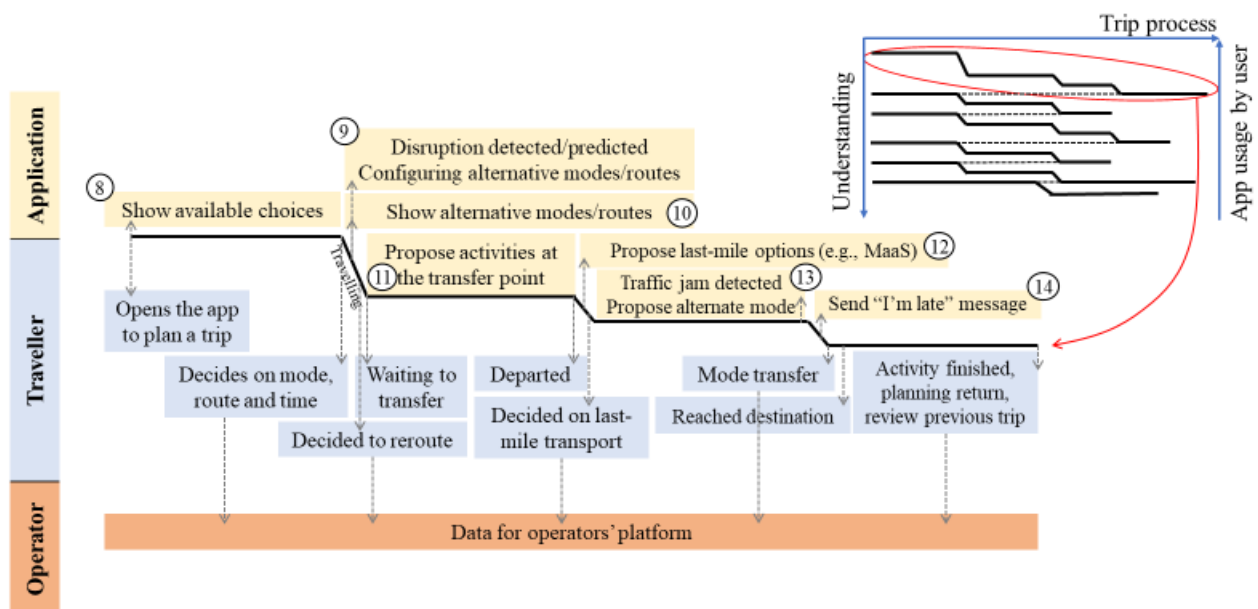 Trip process
Understanding
App usage by user
Application
9
Disruption detected/predicted
Configuring alternative modes/routes
8
Show available choices
Show alternative modes/routes
10
Travelling
11
Propose activities at
the transfer point
Propose last-mile options (e.g., MaaS)
12
Traffic jam detected
13
Propose alternate mode
Send “I’m late” message
14
Traveller
Opens the app
to plan a trip
Decides on mode,
route and time
Waiting to
transfer
Decided to reroute
Departed
Decided on last-
mile transport
Mode transfer
Reached destination
Activity finished,
planning return,
review previous trip
Operator
Data for operators’ platform